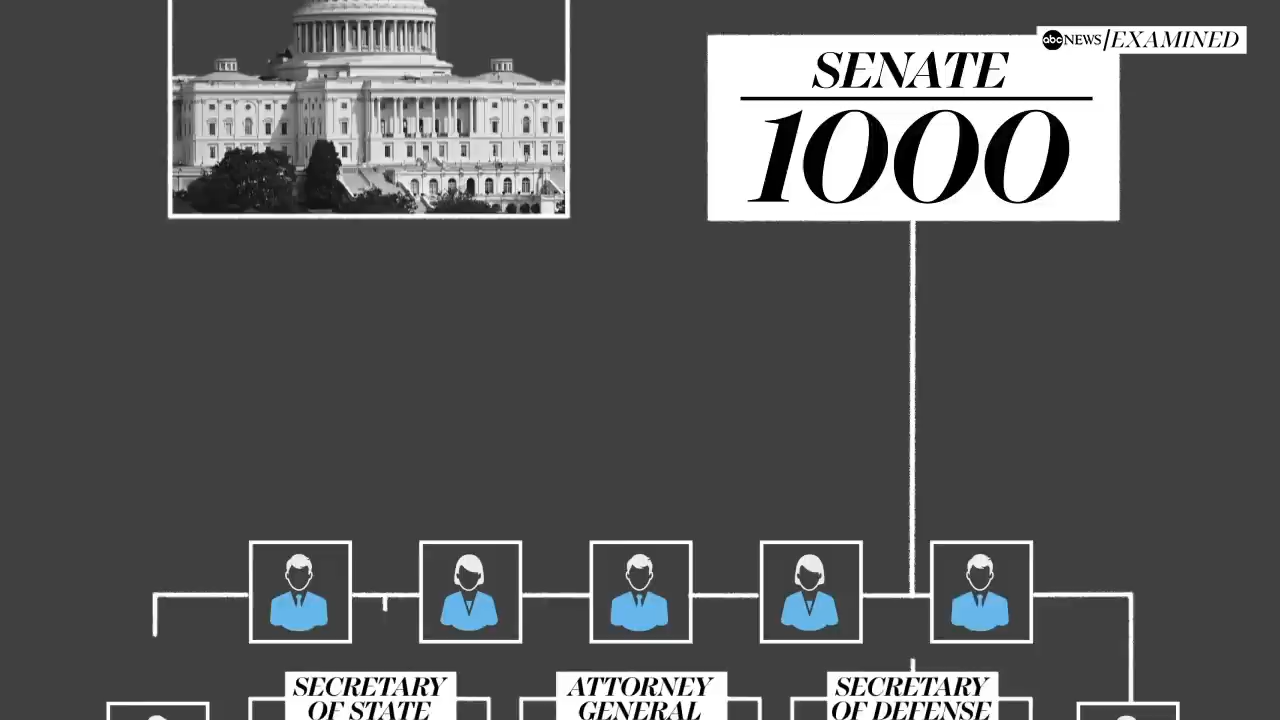 abc NEWS / EXAMINED
SENATE
1000
SECRETARY
OF STATE
ATTORNEY
GENERAL
SECRETARY
OF DEFENSE